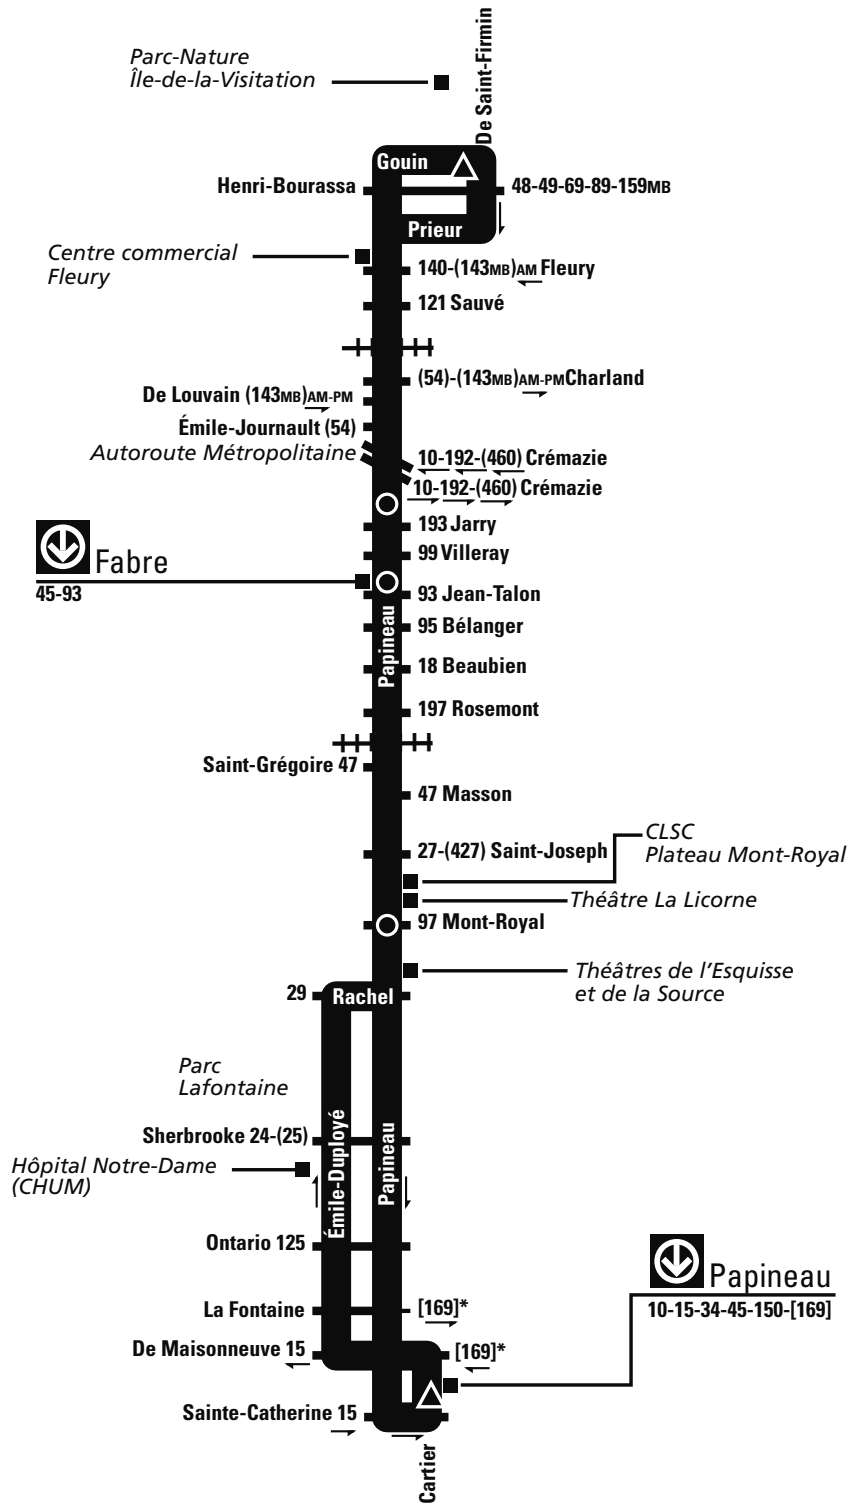 Parc-Nature
Île-de-la-Visitation
De Saint-Firmin
Gouin
Henri-Bourassa
48-49-69-89-159MB
Prieur
Centre commercial
Fleury
140-(143MB)AM Fleury
121 Sauvé
(54)-(143MB)AM-PM Charland
De Louvain (143MB)AM-PM
Émile-Journault (54)
Autoroute Métropolitaine
10-192-(460) Crémazie
10-192-(460) Crémazie
193 Jarry
Fabre
45-93
99 Villeray
93 Jean-Talon
95 Bélanger
Papineau
18 Beaubien
197 Rosemont
Saint-Grégoire 47
47 Masson
CLSC
Plateau Mont-Royal
27-(427) Saint-Joseph
Théâtre La Licorne
97 Mont-Royal
Théâtres de l'Esquisse
et de la Source
29
Rachel
Parc
Lafontaine
Sherbrooke 24-(25)
Émile-Duployé
Papineau
Hôpital Notre-Dame
(CHUM)
Ontario 125
Papineau
10-15-34-45-150-[169]
La Fontaine
[169]*
De Maisonneuve 15
[169]*
Sainte-Catherine 15
Cartier